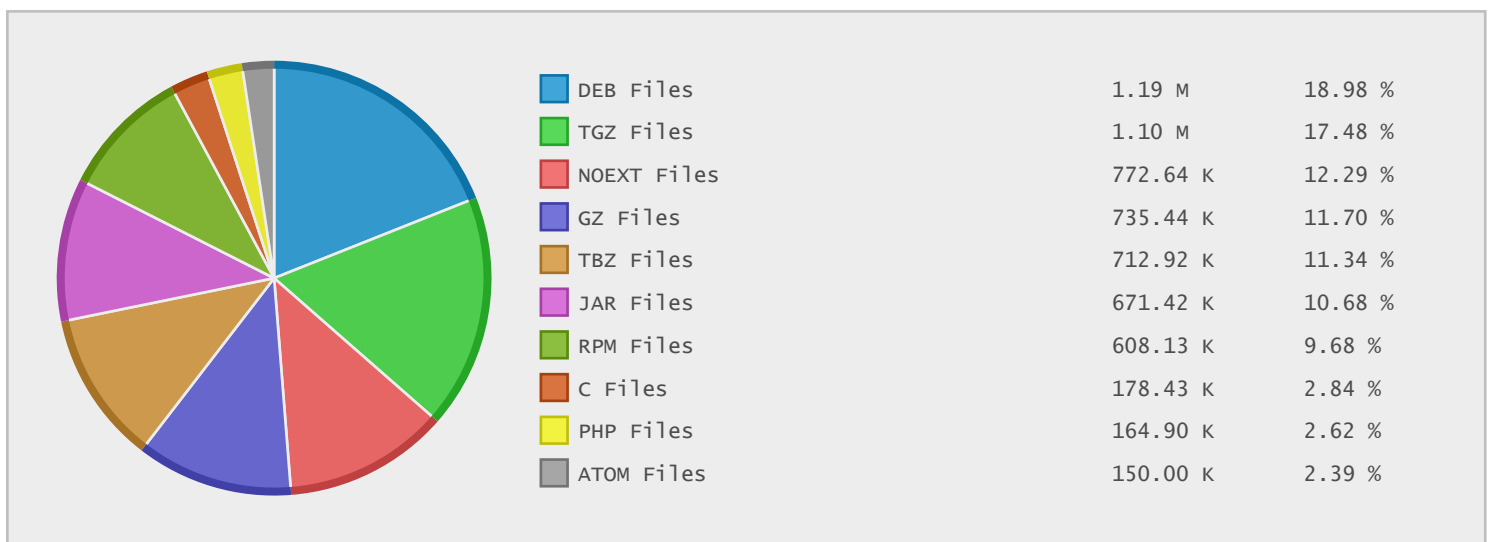 DEB Files 1.19 M 18.98 %
TGZ Files 1.10 M 17.48 %
NOEXT Files 772.64 K 12.29 %
GZ Files 735.44 K 11.70 %
TBZ Files 712.92 K 11.34 %
JAR Files 671.42 K 10.68 %
RPM Files 608.13 K 9.68 %
C Files 178.43 K 2.84 %
PHP Files 164.90 K 2.62 %
ATOM Files 150.00 K 2.39 %